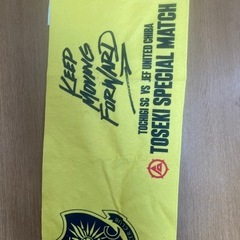 KEEP
MOVING
FORWARD
TOCHIGI SC VS JEF UNITED CHIBA
TOSEKI SPECIAL MATCH